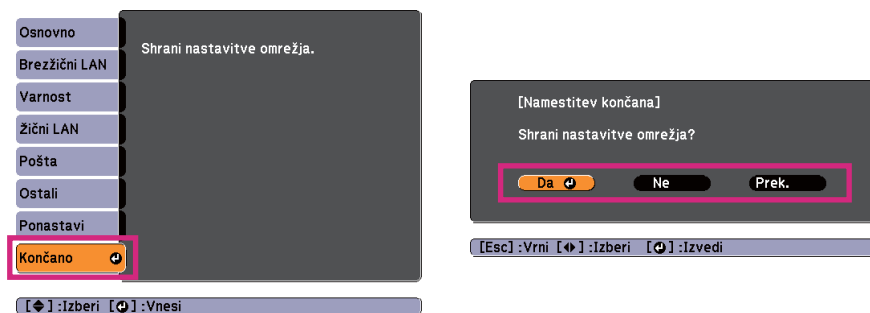 Osnovno
Brezžični LAN
Varnost
Žični LAN
Pošta
Ostali
Ponastavi
Končano
Shrani nastavitve omrežja.
[ ] :Izberi [ ] :Vnesi
[Namestitev končana]
Shrani nastavitve omrežja?
Da Ne Prek.
[Esc] :Vrni [ ] :Izberi [ ] :Izvedi